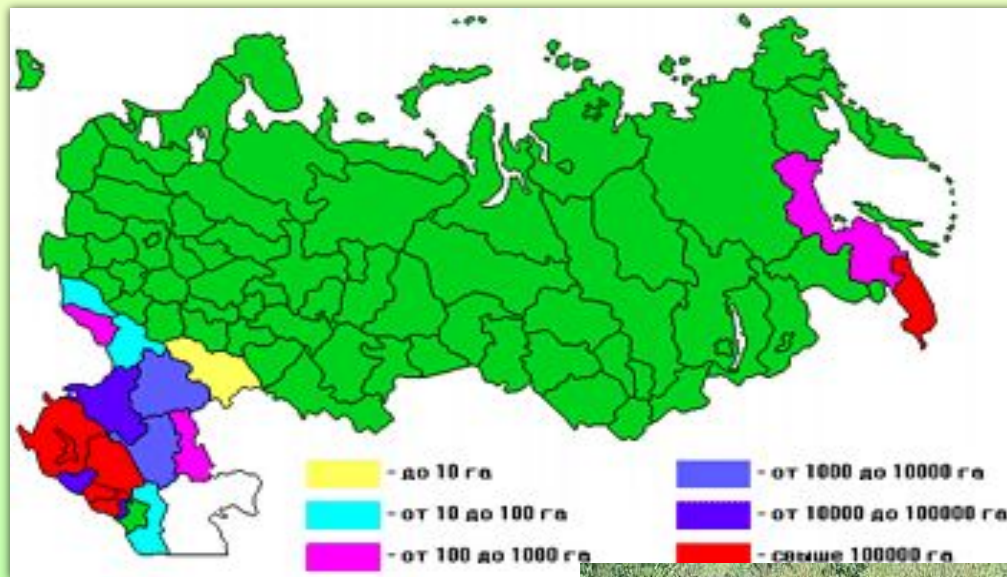 - до 10 га
- от 10 до 100 га
- от 100 до 1000 га
- от 1000 до 10000 га
- от 10000 до 100000 га
- свыше 100000 га